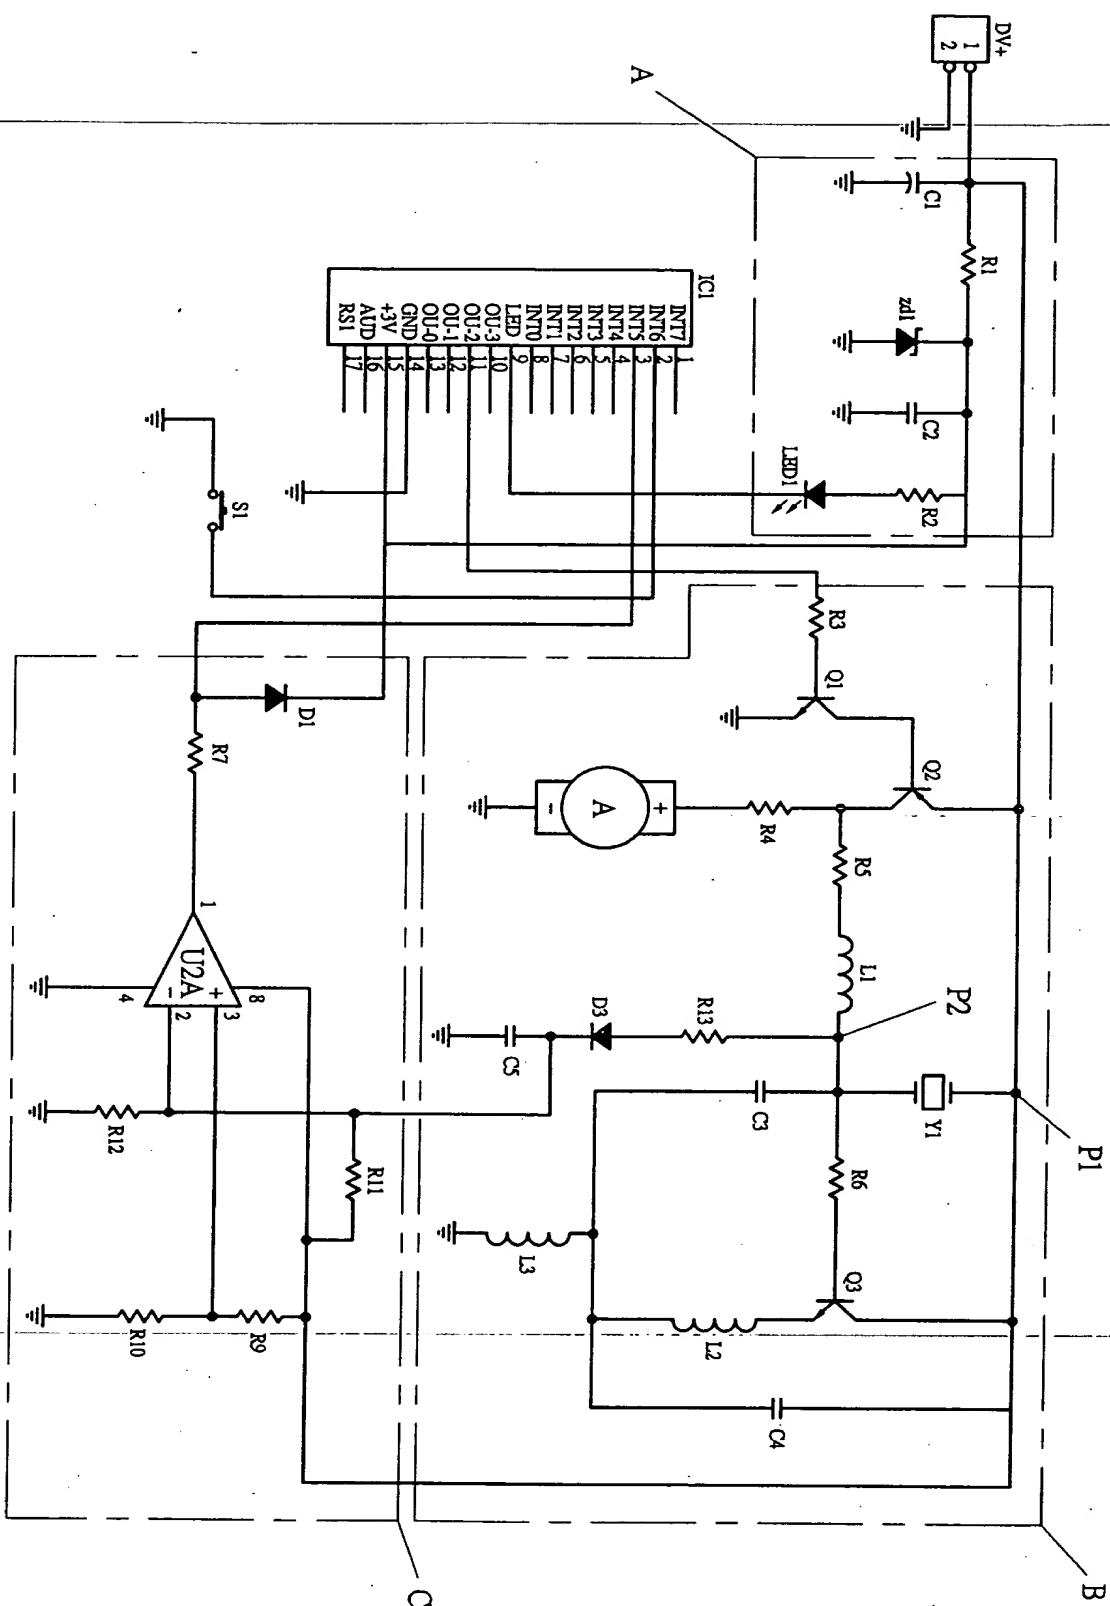 DV+
1
2
A
C1
R1
zd1
C2
LED1
R2
IC1
INT7
INT6
INT5
INT4
INT3
INT2
INT1
INT0
LED
OU-3
OU-2
OU-1
OU-0
GND
+3V
AUD
RS1
1
2
3
4
5
6
7
8
9
10
11
12
13
14
15
16
17
S1
R3
Q1
Q2
A
+
-
R4
R5
L1
P2
P1
R13
D3
C5
C3
Y1
R6
Q3
L3
L2
C4
B
D1
R7
U2A
+
-
1
8
3
2
4
R12
R11
R10
R9
C